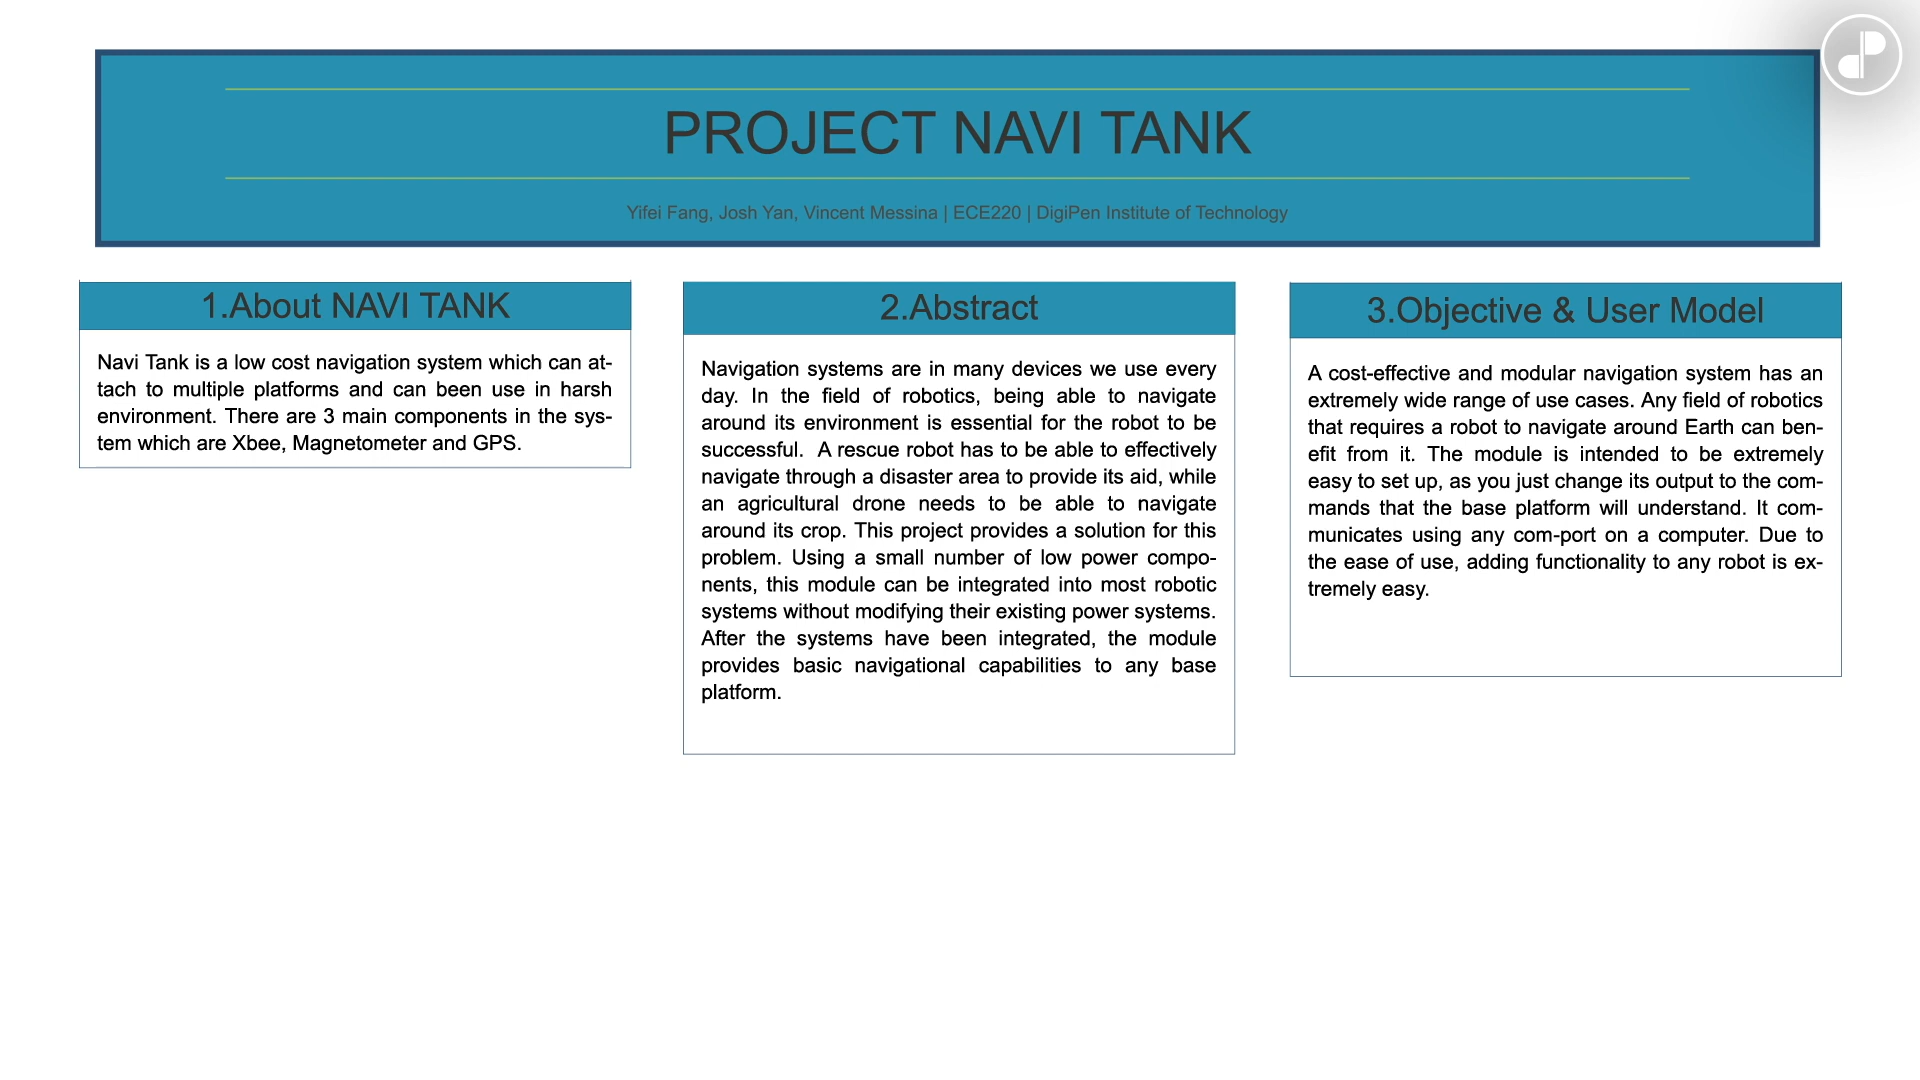 PROJECT NAVI TANK
Yifei Fang, Josh Yan, Vincent Messina | ECE220 | DigiPen Institute of Technology
1.About NAVI TANK
Navi Tank is a low cost navigation system which can at-
tach to multiple platforms and can been use in harsh
environment. There are 3 main components in the sys-
tem which are Xbee, Magnetometer and GPS.
2.Abstract
Navigation systems are in many devices we use every
day. In the field of robotics, being able to navigate
around its environment is essential for the robot to be
successful.  A rescue robot has to be able to effectively
navigate through a disaster area to provide its aid, while
an agricultural drone needs to be able to navigate
around its crop. This project provides a solution for this
problem. Using a small number of low power compo-
nents, this module can be integrated into most robotic
systems without modifying their existing power systems.
After the systems have been integrated, the module
provides basic navigational capabilities to any base
platform.
3.Objective & User Model
A cost-effective and modular navigation system has an
extremely wide range of use cases. Any field of robotics
that requires a robot to navigate around Earth can ben-
efit from it. The module is intended to be extremely
easy to set up, as you just change its output to the com-
mands that the base platform will understand. It com-
municates using any com-port on a computer. Due to
the ease of use, adding functionality to any robot is ex-
tremely easy.